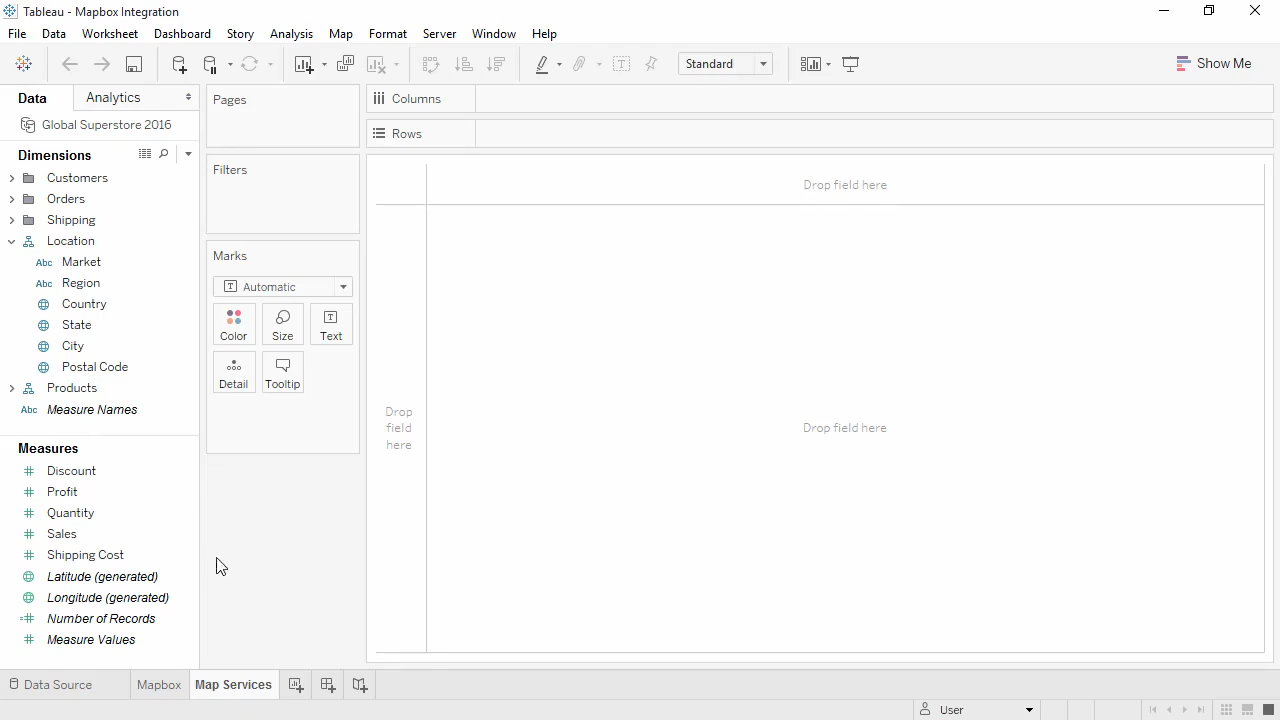 Tableau - Mapbox Integration
File Data Worksheet Dashboard Story Analysis Map Format Server Window Help
Standard
Show Me
Data Analytics
Global Superstore 2016
Dimensions
Customers
Orders
Shipping
Location
Abc Market
Abc Region
Country
State
City
Postal Code
Products
Abc Measure Names
Measures
Discount
Profit
Quantity
Sales
Shipping Cost
Latitude (generated)
Longitude (generated)
Number of Records
Measure Values
Pages
Filters
Marks
Automatic
Color Size Text
Detail Tooltip
Columns
Rows
Drop field here
Drop
field
here
Drop field here
Data Source Mapbox Map Services
User